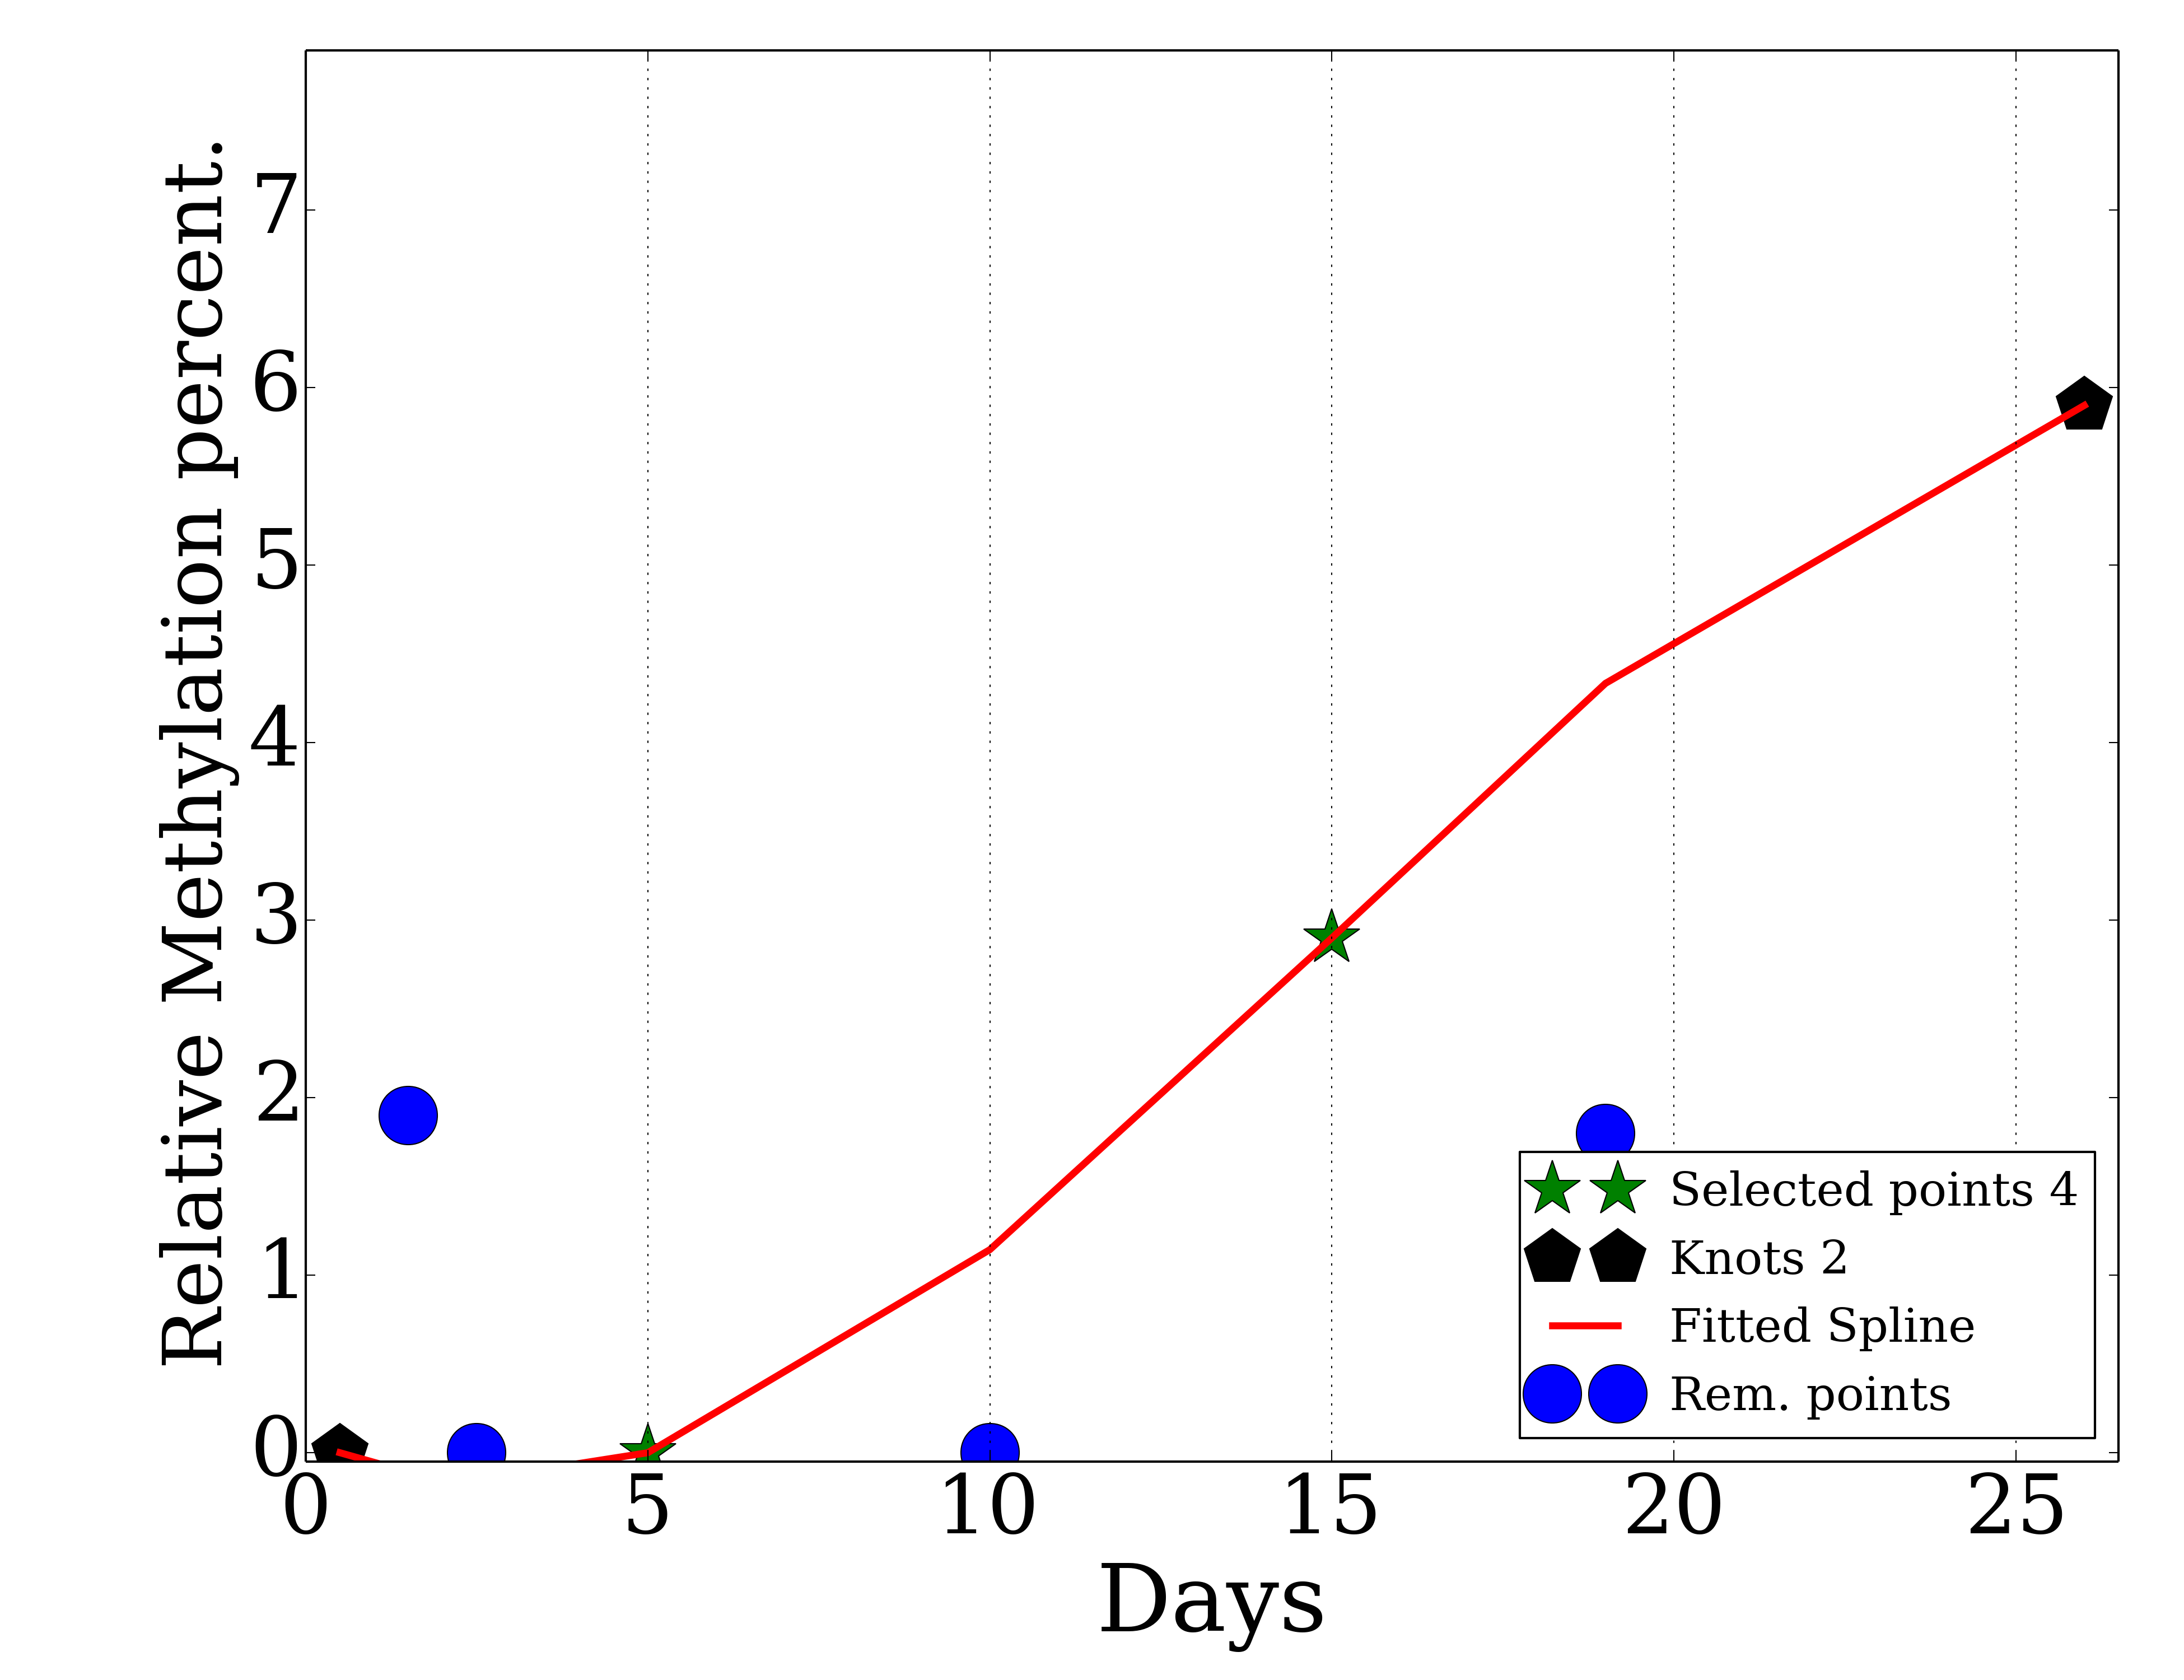 Relative Methylation percent.
7
6
5
4
3
2
1
0
0 5 10 15 20 25
Days
Selected points 4
Knots 2
Fitted Spline
Rem. points